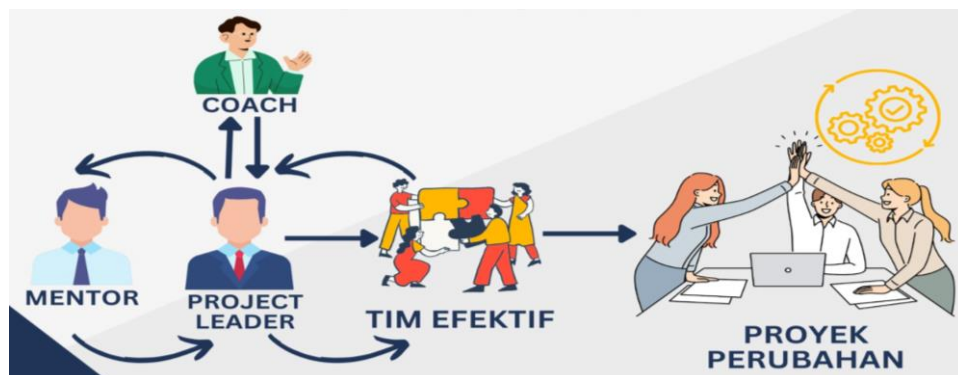 COACH
MENTOR
PROJECT
LEADER
TIM EFEKTIF
PROYEK
PERUBAHAN